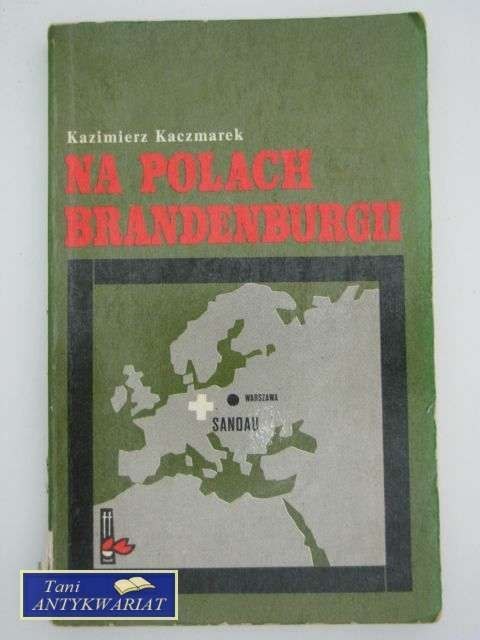 Kazimierz Kaczmarek
NA POLACH
BRANDENBURGII
WARSZAWA
SANDAU
Tani
ANTYKWARIAT